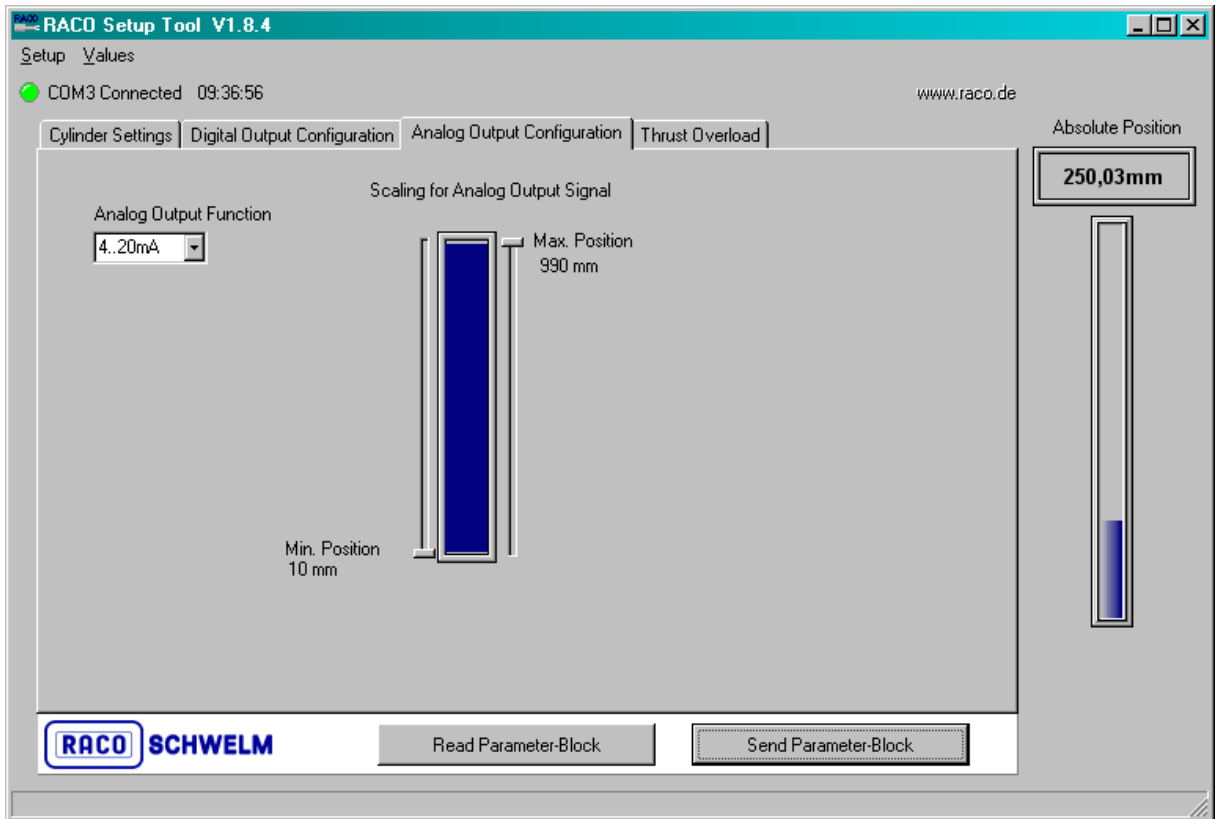 RACO Setup Tool V1.8.4
Setup Values
COM3 Connected 09:36:56
www.raco.de
Cylinder Settings Digital Output Configuration Analog Output Configuration Thrust Overload
Absolute Position
250,03mm
Scaling for Analog Output Signal
Analog Output Function
4..20mA
Max. Position
990 mm
Min. Position
10 mm
RACO SCHWELM
Read Parameter-Block
Send Parameter-Block